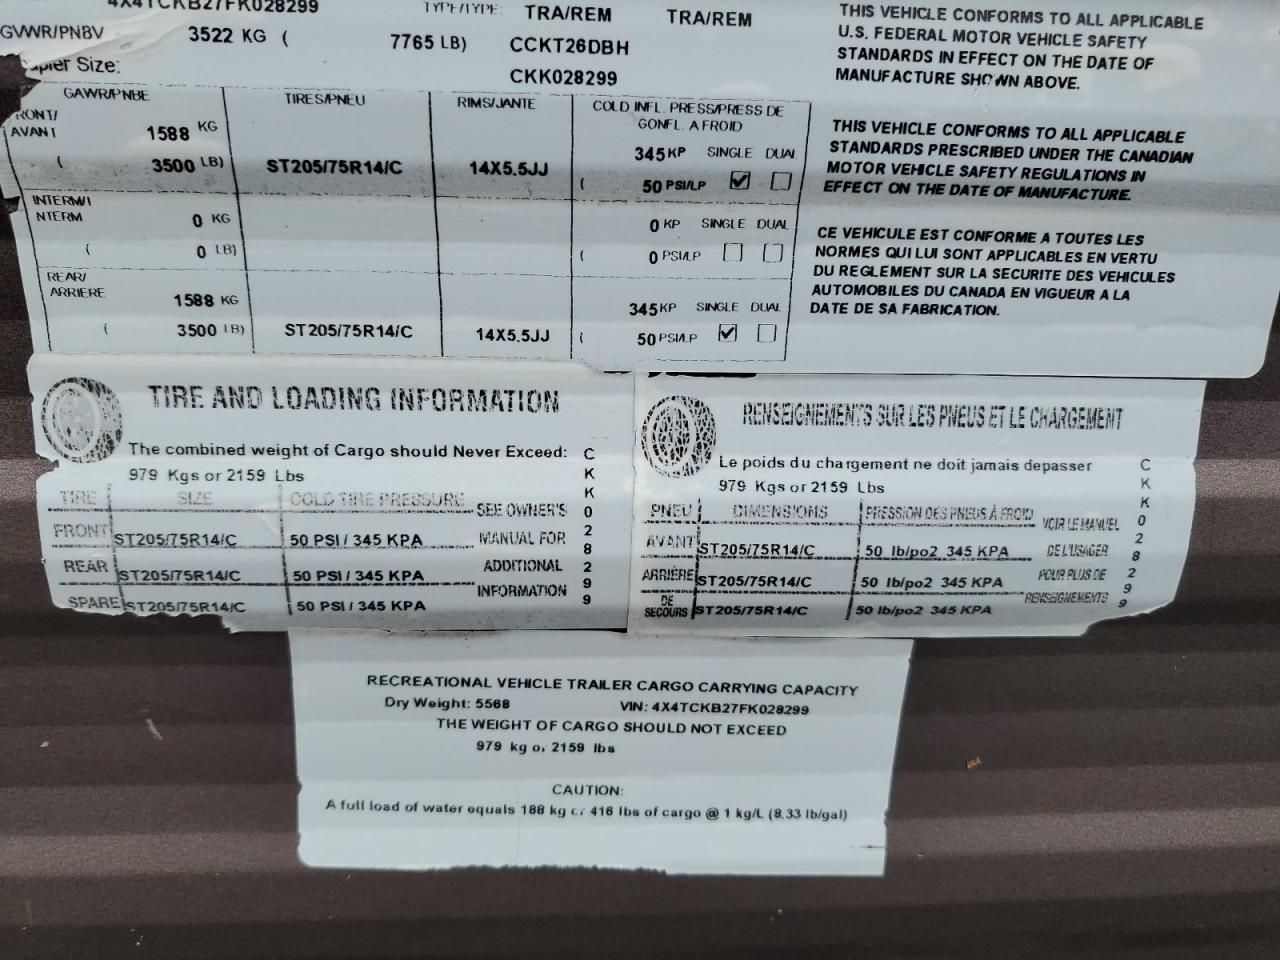 4X4TCKB27FK028299 TYPE/TYPE: TRA/REM TRA/REM
GVWR/PNBV 3522 KG ( 7765 LB) CCKT26DBH
Size: CKK028299
GAWR/PNBE TIRES/PNEU RIMS/JANTE COLD INFL. PRESS/PRESS DE GONFL. A FROID
RONT/
AVANT 1588 KG 345 KP SINGLE DUAL
( 3500 LB) ST205/75R14/C 14X5.5JJ ( 50 PSI/LP
INTERM/I
NTERM 0 KG 0 KP SINGLE DUAL
( 0 LB) ( 0 PSI/LP
REAR/
ARRIERE 1588 KG 345 KP SINGLE DUAL
( 3500 LB) ST205/75R14/C 14X5.5JJ ( 50 PSI/LP
THIS VEHICLE CONFORMS TO ALL APPLICABLE
U.S. FEDERAL MOTOR VEHICLE SAFETY
STANDARDS IN EFFECT ON THE DATE OF
MANUFACTURE SHOWN ABOVE.
THIS VEHICLE CONFORMS TO ALL APPLICABLE
STANDARDS PRESCRIBED UNDER THE CANADIAN
MOTOR VEHICLE SAFETY REGULATIONS IN
EFFECT ON THE DATE OF MANUFACTURE.
CE VEHICULE EST CONFORME A TOUTES LES
NORMES QUI LUI SONT APPLICABLES EN VERTU
DU REGLEMENT SUR LA SECURITE DES VEHICULES
AUTOMOBILES DU CANADA EN VIGUEUR A LA
DATE DE SA FABRICATION.
TIRE AND LOADING INFORMATION
The combined weight of Cargo should Never Exceed:
979 Kgs or 2159 Lbs
TIRE SIZE COLD TIRE PRESSURE
FRONT ST205/75R14/C 50 PSI / 345 KPA
REAR ST205/75R14/C 50 PSI / 345 KPA
SPARE ST205/75R14/C 50 PSI / 345 KPA
SEE OWNER'S
MANUAL FOR
ADDITIONAL
INFORMATION
CKK028299
RENSEIGNEMENTS SUR LES PNEUS ET LE CHARGEMENT
Le poids du chargement ne doit jamais depasser
979 Kgs or 2159 Lbs
PNEU DIMENSIONS PRESSION DES PNEUS À FROID
AVANT ST205/75R14/C 50 lb/po2 345 KPA
ARRIÈRE ST205/75R14/C 50 lb/po2 345 KPA
DE SECOURS ST205/75R14/C 50 lb/po2 345 KPA
VOIR LE MANUEL
DE L'USAGER
POUR PLUS DE
RENSEIGNEMENTS
CKK028299
RECREATIONAL VEHICLE TRAILER CARGO CARRYING CAPACITY
Dry Weight: 5568 VIN: 4X4TCKB27FK028299
THE WEIGHT OF CARGO SHOULD NOT EXCEED
979 kg or 2159 lbs
CAUTION:
A full load of water equals 188 kg or 416 lbs of cargo @ 1 kg/L (8.33 lb/gal)